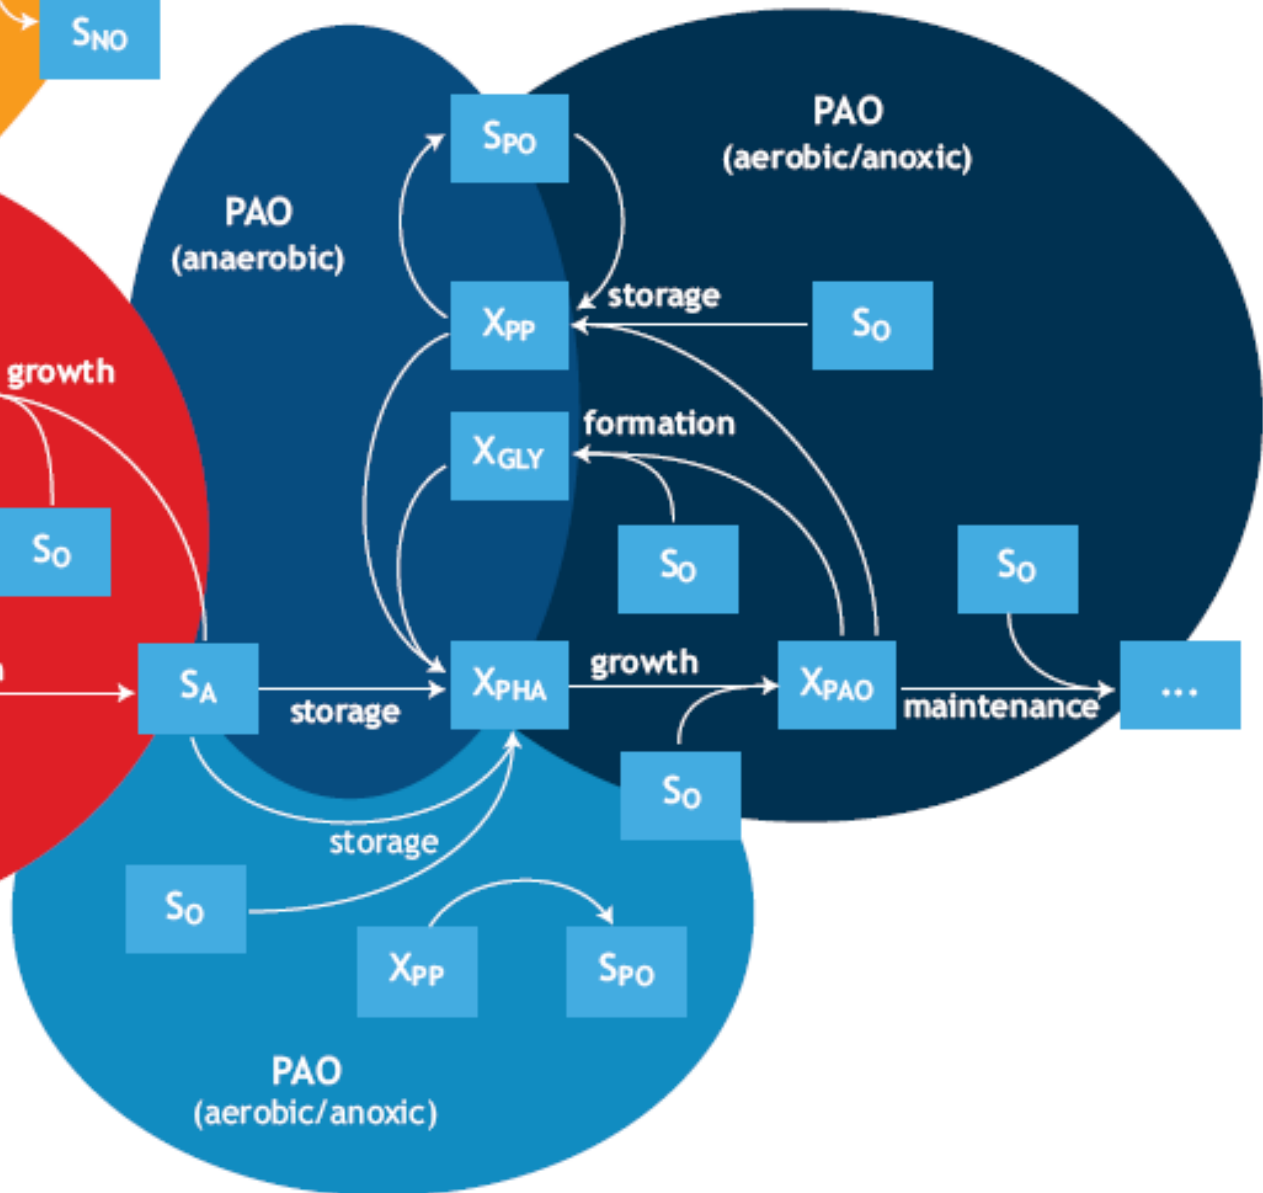 SNO
PAO
(aerobic/anoxic)
SPO
PAO
(anaerobic)
XPP
storage
SO
growth
XGLY
formation
SO
SO
SO
SA
storage
XPHA
growth
XPAO
maintenance
...
SO
storage
SO
XPP
SPO
PAO
(aerobic/anoxic)